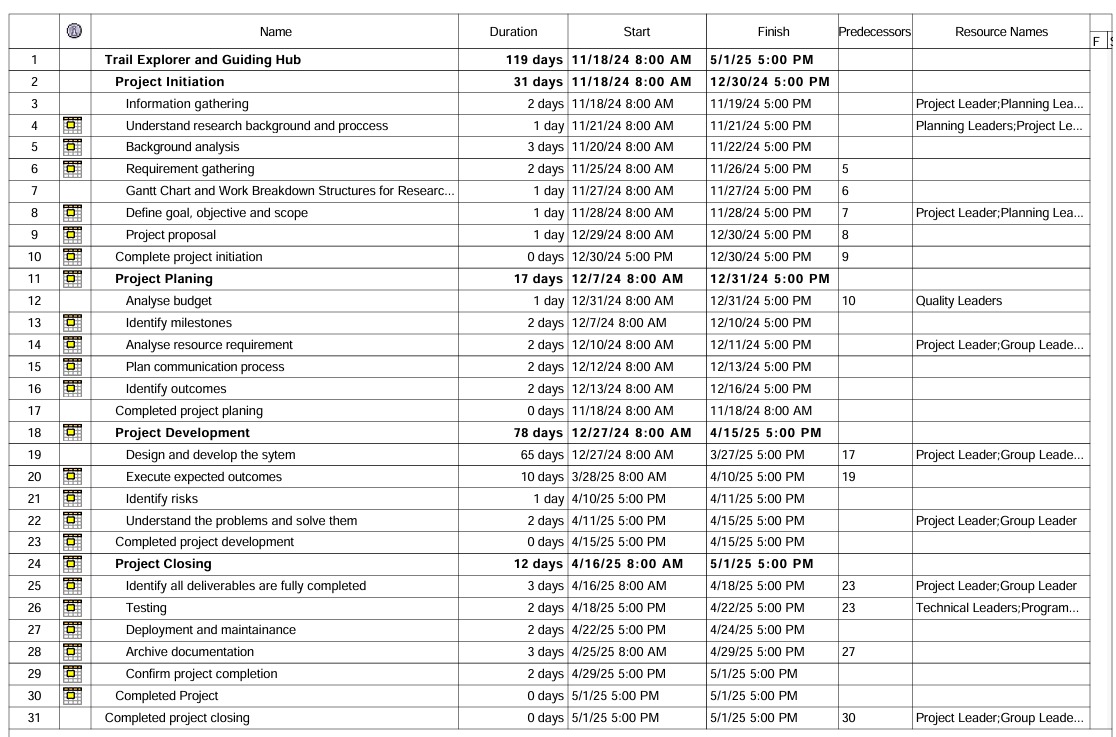 Name Duration Start Finish Predecessors Resource Names F
1 Trail Explorer and Guiding Hub 119 days 11/18/24 8:00 AM 5/1/25 5:00 PM
2 Project Initiation 31 days 11/18/24 8:00 AM 12/30/24 5:00 PM
3 Information gathering 2 days 11/18/24 8:00 AM 11/19/24 5:00 PM Project Leader;Planning Lea...
4 Understand research background and proccess 1 day 11/21/24 8:00 AM 11/21/24 5:00 PM Planning Leaders;Project Le...
5 Background analysis 3 days 11/20/24 8:00 AM 11/22/24 5:00 PM
6 Requirement gathering 2 days 11/25/24 8:00 AM 11/26/24 5:00 PM 5
7 Gantt Chart and Work Breakdown Structures for Researc... 1 day 11/27/24 8:00 AM 11/27/24 5:00 PM 6
8 Define goal, objective and scope 1 day 11/28/24 8:00 AM 11/28/24 5:00 PM 7 Project Leader;Planning Lea...
9 Project proposal 1 day 12/29/24 8:00 AM 12/30/24 5:00 PM 8
10 Complete project initiation 0 days 12/30/24 5:00 PM 12/30/24 5:00 PM 9
11 Project Planing 17 days 12/7/24 8:00 AM 12/31/24 5:00 PM
12 Analyse budget 1 day 12/31/24 8:00 AM 12/31/24 5:00 PM 10 Quality Leaders
13 Identify milestones 2 days 12/7/24 8:00 AM 12/10/24 5:00 PM
14 Analyse resource requirement 2 days 12/10/24 8:00 AM 12/11/24 5:00 PM Project Leader;Group Leade...
15 Plan communication process 2 days 12/12/24 8:00 AM 12/13/24 5:00 PM
16 Identify outcomes 2 days 12/13/24 8:00 AM 12/16/24 5:00 PM
17 Completed project planing 0 days 11/18/24 8:00 AM 11/18/24 8:00 AM
18 Project Development 78 days 12/27/24 8:00 AM 4/15/25 5:00 PM
19 Design and develop the sytem 65 days 12/27/24 8:00 AM 3/27/25 5:00 PM 17 Project Leader;Group Leade...
20 Execute expected outcomes 10 days 3/28/25 8:00 AM 4/10/25 5:00 PM 19
21 Identify risks 1 day 4/10/25 5:00 PM 4/11/25 5:00 PM
22 Understand the problems and solve them 2 days 4/11/25 5:00 PM 4/15/25 5:00 PM Project Leader;Group Leader
23 Completed project development 0 days 4/15/25 5:00 PM 4/15/25 5:00 PM
24 Project Closing 12 days 4/16/25 8:00 AM 5/1/25 5:00 PM
25 Identify all deliverables are fully completed 3 days 4/16/25 8:00 AM 4/18/25 5:00 PM 23 Project Leader;Group Leader
26 Testing 2 days 4/18/25 5:00 PM 4/22/25 5:00 PM 23 Technical Leaders;Program...
27 Deployment and maintainance 2 days 4/22/25 5:00 PM 4/24/25 5:00 PM
28 Archive documentation 3 days 4/25/25 8:00 AM 4/29/25 5:00 PM 27
29 Confirm project completion 2 days 4/29/25 5:00 PM 5/1/25 5:00 PM
30 Completed Project 0 days 5/1/25 5:00 PM 5/1/25 5:00 PM
31 Completed project closing 0 days 5/1/25 5:00 PM 5/1/25 5:00 PM 30 Project Leader;Group Leade...